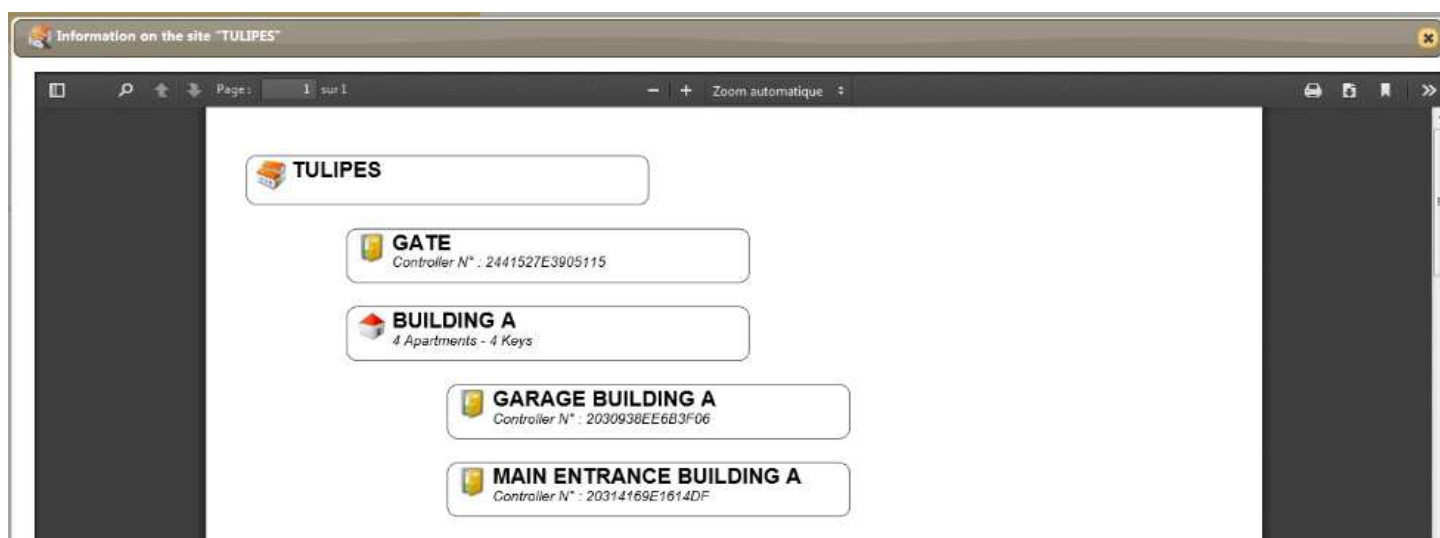 Information on the site "TULIPES"
Page: 1 sur 1 Zoom automatique
TULIPES
GATE
Controller N° : 2441527E3905115
BUILDING A
4 Apartments - 4 Keys
GARAGE BUILDING A
Controller N° : 2030938EE6B3F06
MAIN ENTRANCE BUILDING A
Controller N° : 20314169E1614DF